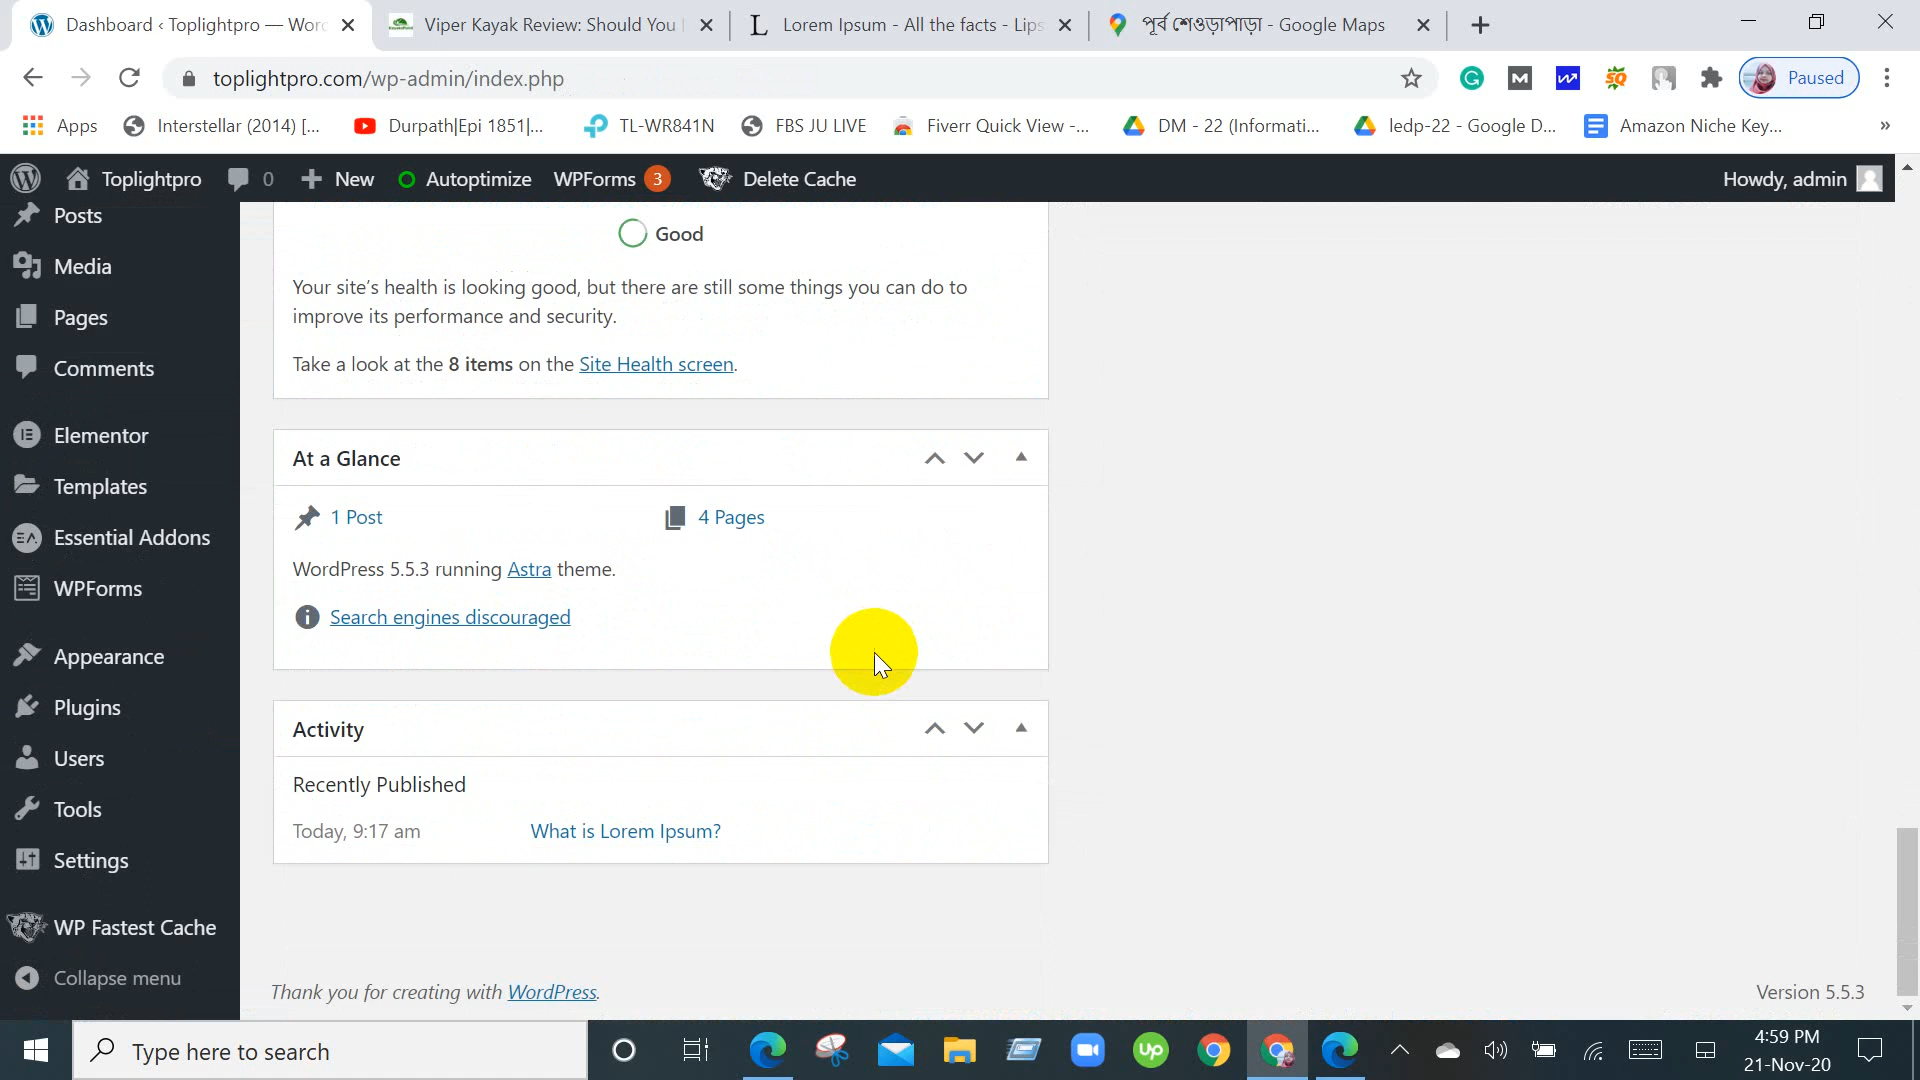 Dashboard ‹ Toplightpro — Worc
Viper Kayak Review: Should You
Lorem Ipsum - All the facts - Lips
পূর্ব শেওড়াপাড়া - Google Maps
toplightpro.com/wp-admin/index.php
Paused
Apps
Interstellar (2014) [...
Durpath|Epi 1851|...
TL-WR841N
FBS JU LIVE
Fiverr Quick View -...
DM - 22 (Informati...
ledp-22 - Google D...
Amazon Niche Key...
»
Toplightpro
0
New
Autoptimize
WPForms 3
Delete Cache
Howdy, admin
Posts
Media
Pages
Comments
Elementor
Templates
Essential Addons
WPForms
Appearance
Plugins
Users
Tools
Settings
WP Fastest Cache
Collapse menu
Good
Your site's health is looking good, but there are still some things you can do to
improve its performance and security.
Take a look at the 8 items on the Site Health screen.
At a Glance
1 Post
4 Pages
WordPress 5.5.3 running Astra theme.
Search engines discouraged
Activity
Recently Published
Today, 9:17 am
What is Lorem Ipsum?
Thank you for creating with WordPress.
Version 5.5.3
Type here to search
4:59 PM
21-Nov-20